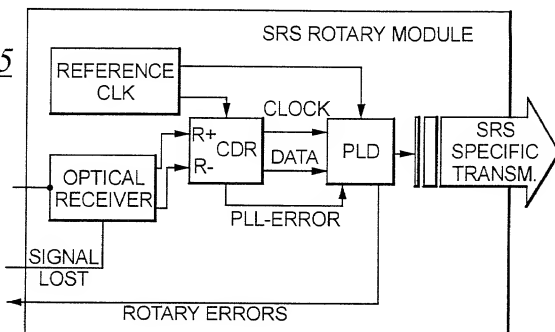 SRS ROTARY MODULE
5
REFERENCE
CLK
CLOCK
R+
CDR
R-
DATA
PLD
SRS
SPECIFIC
TRANSM.
OPTICAL
RECEIVER
PLL-ERROR
SIGNAL
LOST
ROTARY ERRORS